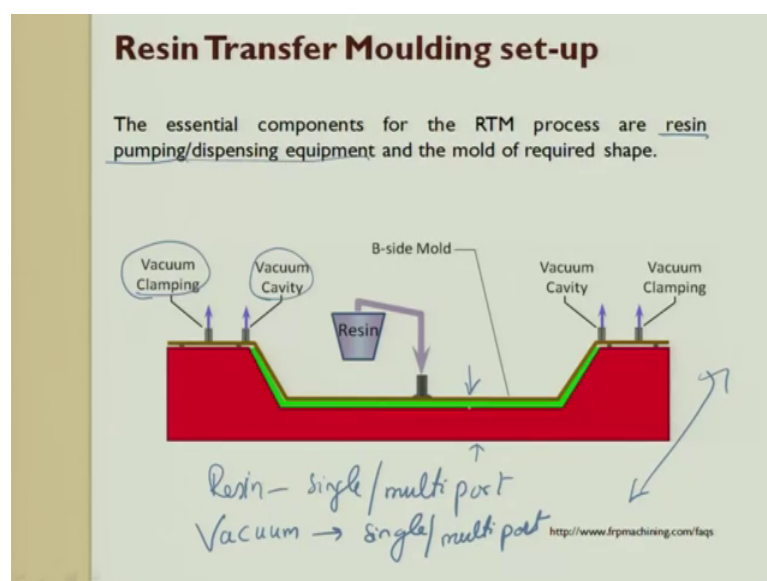 Resin Transfer Moulding set-up
The essential components for the RTM process are resin
pumping/dispensing equipment and the mold of required shape.
B-side Mold
Vacuum
Clamping
Vacuum
Cavity
Vacuum
Cavity
Vacuum
Clamping
Resin
Resin - single/multi port
Vacuum → single/multi port
http://www.frpmachining.com/faqs